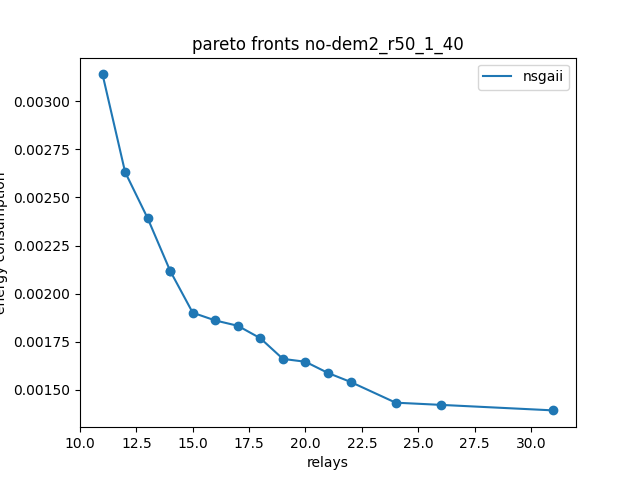 pareto fronts no-dem2_r50_1_40
nsgaii
0.00300
0.00275
0.00250
0.00225
0.00200
0.00175
0.00150
energy consumption
10.0 12.5 15.0 17.5 20.0 22.5 25.0 27.5 30.0
relays